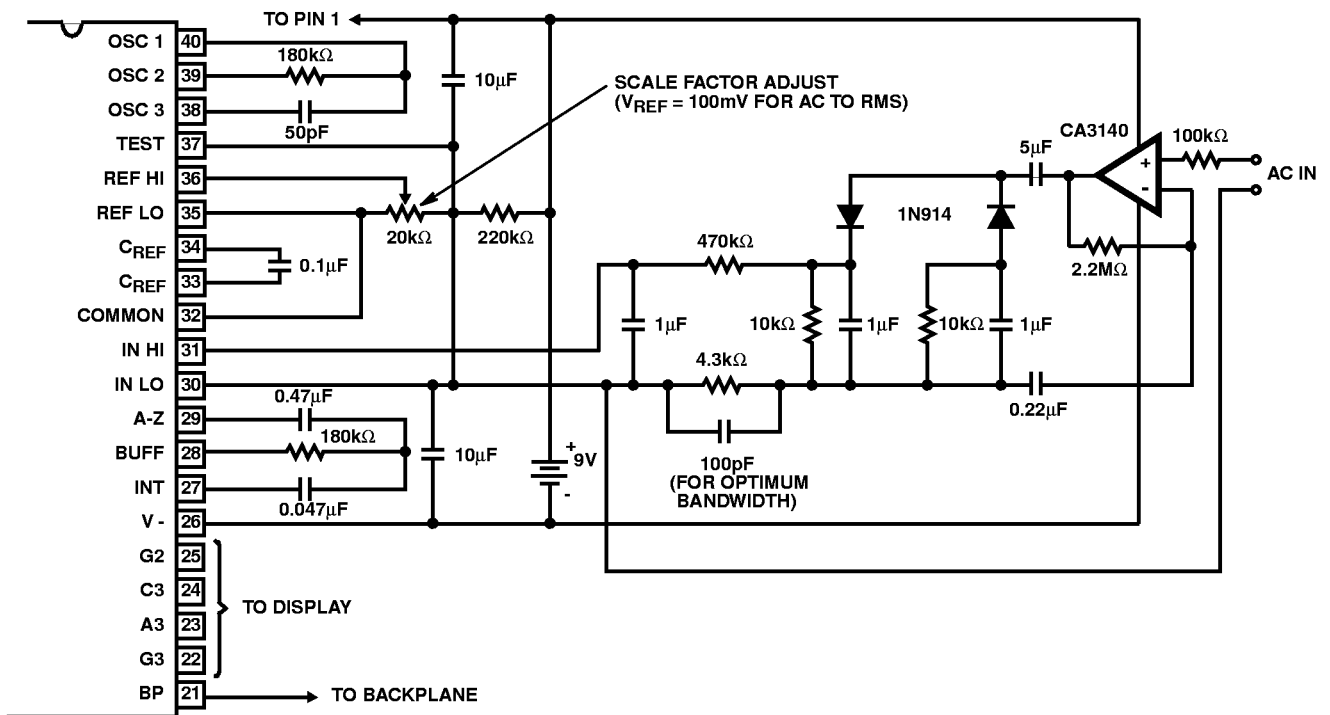 TO PIN 1
OSC 1 40
180kΩ
OSC 2 39
10μF
SCALE FACTOR ADJUST
(VREF = 100mV FOR AC TO RMS)
OSC 3 38
50pF
CA3140
100kΩ
TEST 37
5μF
+
-
AC IN
REF HI 36
REF LO 35
20kΩ
220kΩ
1N914
CREF 34
0.1μF
470kΩ
2.2MΩ
CREF 33
COMMON 32
1μF
10kΩ
1μF
10kΩ
1μF
IN HI 31
4.3kΩ
IN LO 30
0.47μF
0.22μF
A-Z 29
180kΩ
BUFF 28
10μF
+
9V
-
100pF
(FOR OPTIMUM
BANDWIDTH)
INT 27
0.047μF
V - 26
G2 25
C3 24
TO DISPLAY
A3 23
G3 22
BP 21
TO BACKPLANE